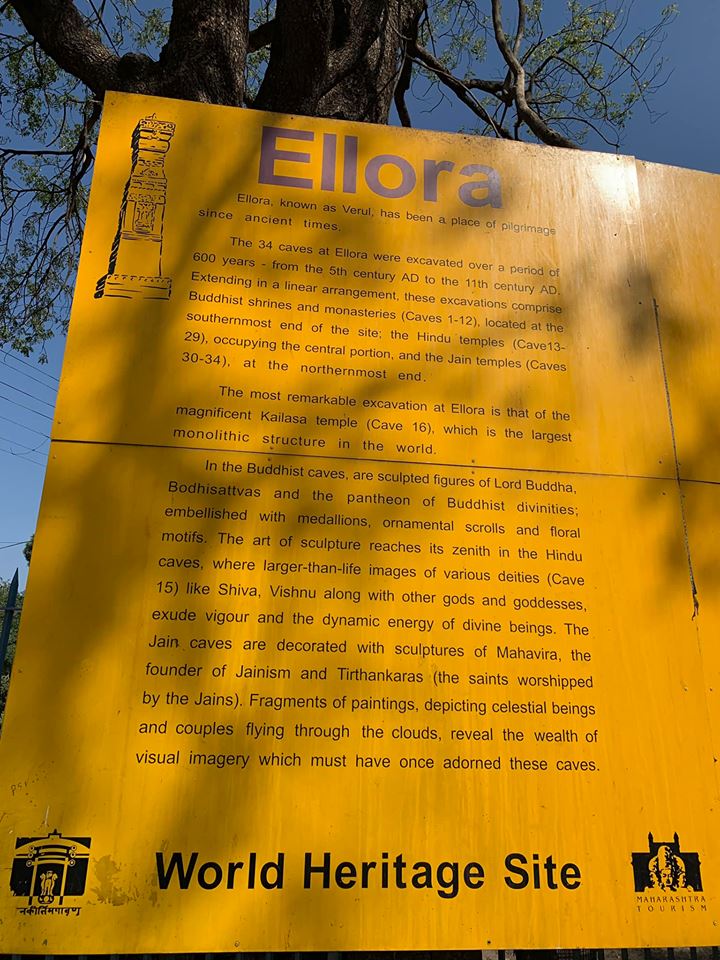 Ellora
Ellora, known as Verul, has been a place of pilgrimage
since ancient times.
The 34 caves at Ellora were excavated over a period of
600 years - from the 5th century AD to the 11th century AD.
Extending in a linear arrangement, these excavations comprise
Buddhist shrines and monasteries (Caves 1-12), located at the
southernmost end of the site; the Hindu temples (Cave13-
29), occupying the central portion, and the Jain temples (Caves
30-34), at the northernmost end.
The most remarkable excavation at Ellora is that of the
magnificent Kailasa temple (Cave 16), which is the largest
monolithic structure in the world.
In the Buddhist caves, are sculpted figures of Lord Buddha,
Bodhisattvas and the pantheon of Buddhist divinities;
embellished with medallions, ornamental scrolls and floral
motifs. The art of sculpture reaches its zenith in the Hindu
caves, where larger-than-life images of various deities (Cave
15) like Shiva, Vishnu along with other gods and goddesses,
exude vigour and the dynamic energy of divine beings. The
Jain caves are decorated with sculptures of Mahavira, the
founder of Jainism and Tirthankaras (the saints worshipped
by the Jains). Fragments of paintings, depicting celestial beings
and couples flying through the clouds, reveal the wealth of
visual imagery which must have once adorned these caves.
World Heritage Site
MAHARASHTRA
TOURISM